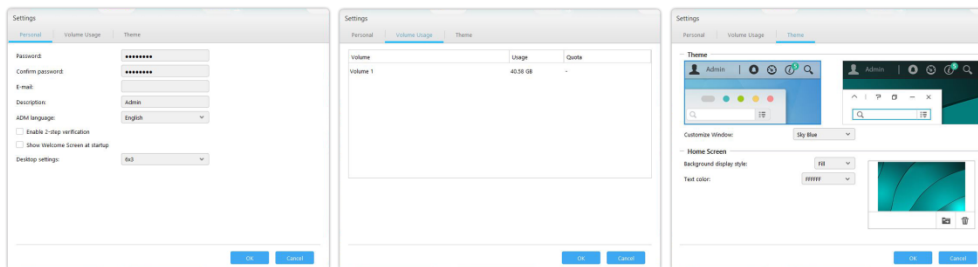 Settings
Personal Volume Usage Theme
Password: ••••••••
Confirm password: ••••••••
E-mail:
Description: Admin
ADM language: English
Enable 2-step verification
Show Welcome Screen at startup
Desktop settings: 6x3
OK Cancel
Settings
Personal Volume Usage Theme
Volume Usage Quota
Volume 1 40.58 GB -
OK Cancel
Settings
Personal Volume Usage Theme
Theme
Admin
Admin
Customize Window: Sky Blue
Home Screen
Background display style: Fill
Text color: FFFFFF
OK Cancel